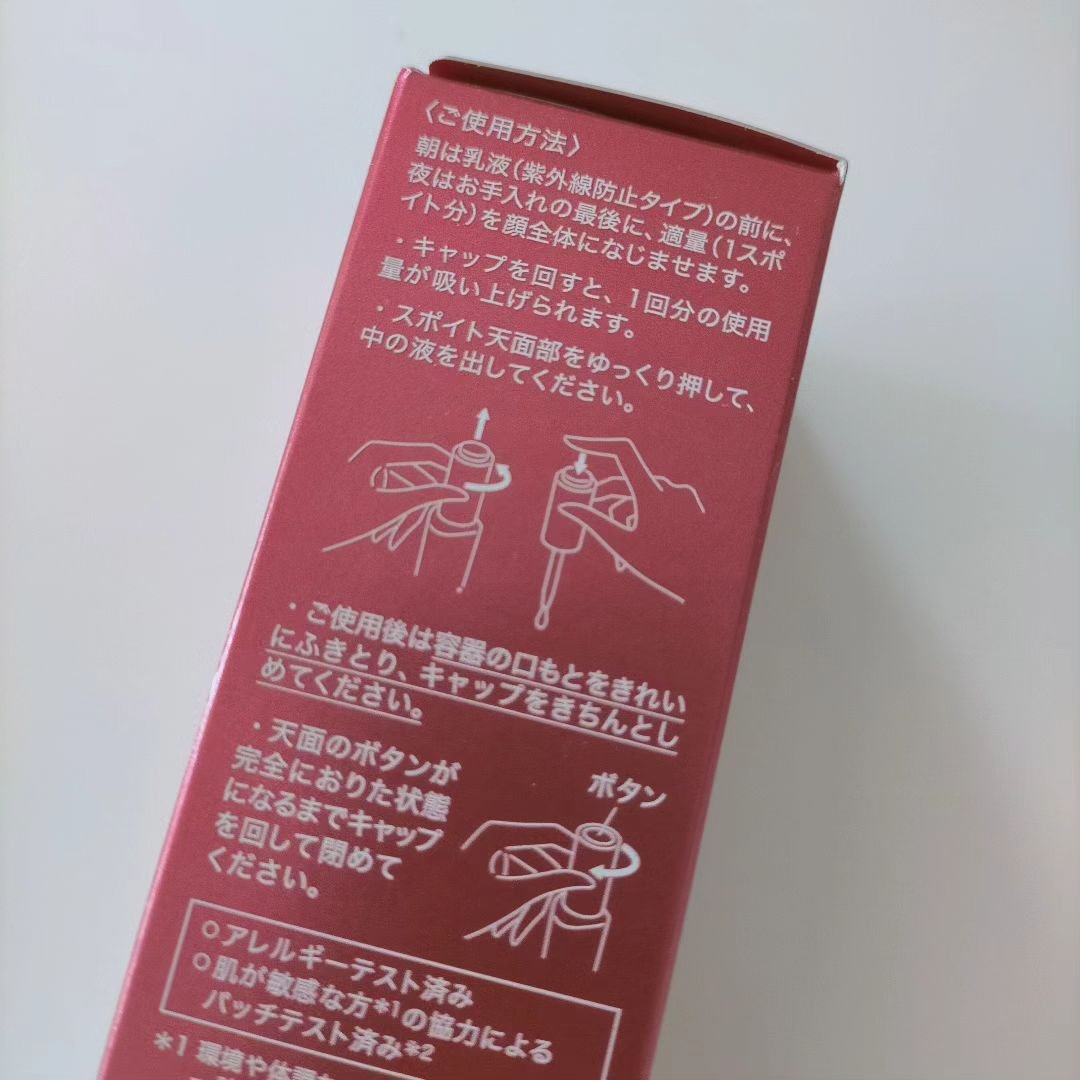 〈ご使用方法〉
朝は乳液(紫外線防止タイプ)の前に、
夜はお手入れの最後に、適量(1スポ
イト分)を顔全体になじませます。
・キャップを回すと、1回分の使用
量が吸い上げられます。
・スポイト天面部をゆっくり押して、
中の液を出してください。
・ご使用後は容器の口もとをきれい
にふきとり、キャップをきちんとし
めてください。
・天面のボタンが
完全におりた状態
になるまでキャップ
を回して閉めて
ください。
ボタン
○アレルギーテスト済み
○肌が敏感な方*1の協力による
パッチテスト済み*2
*1 環境や体調